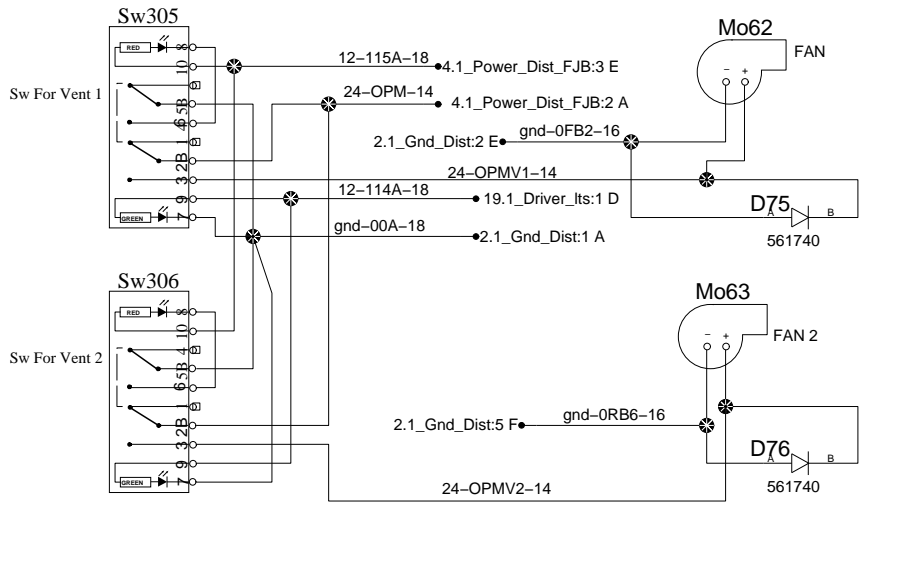 Sw305
Mo62
RED
8
FAN
12-115A-18
4.1_Power_Dist_FJB:3 E
10
− +
Sw For Vent 1
24-OPM-14
4.1_Power_Dist_FJB:2 A
5B
6
gnd-0FB2-16
2.1_Gnd_Dist:2 E
1
2B
24-OPMV1-14
3
12-114A-18
19.1_Driver_lts:1 D
9
D75
A B
GREEN
7
gnd-00A-18
2.1_Gnd_Dist:1 A
561740
Sw306
Mo63
RED
8
10
− +
FAN 2
4
Sw For Vent 2
5B
6
1
gnd-0RB6-16
2.1_Gnd_Dist:5 F
2B
3
D76
A B
9
GREEN
7
24-OPMV2-14
561740